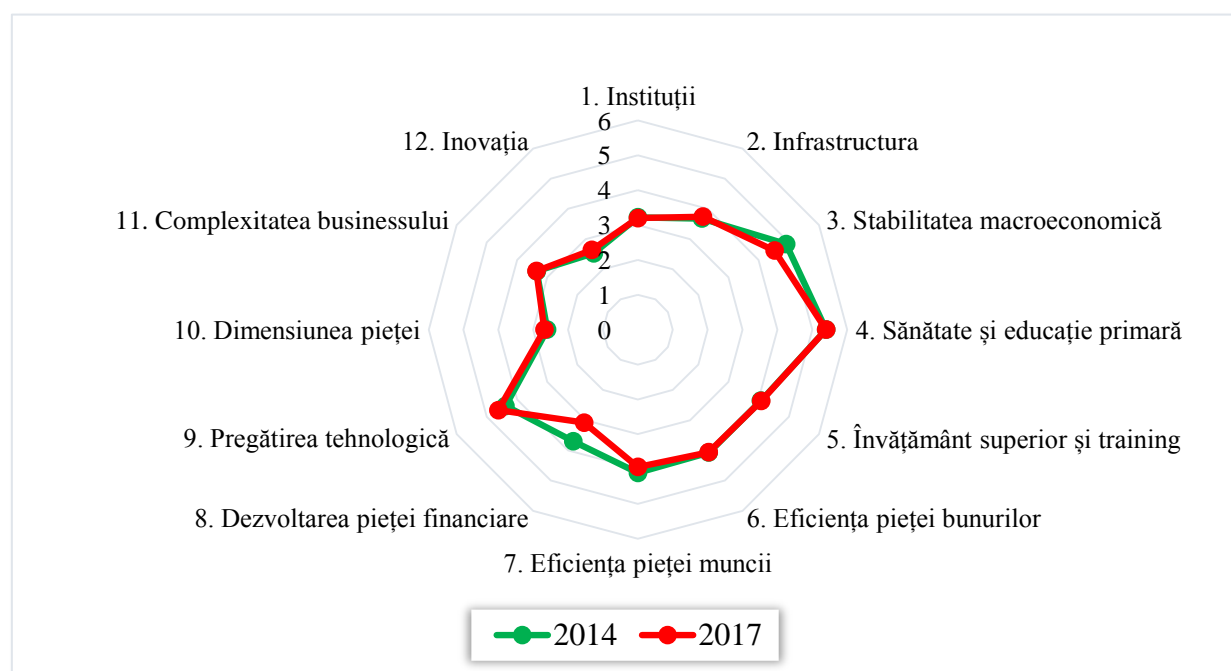 1. Instituții
2. Infrastructura
3. Stabilitatea macroeconomică
4. Sănătate și educație primară
5. Învățământ superior și training
6. Eficiența pieței bunurilor
7. Eficiența pieței muncii
8. Dezvoltarea pieței financiare
9. Pregătirea tehnologică
10. Dimensiunea pieței
11. Complexitatea businessului
12. Inovația
6
5
4
3
2
1
0
2014 2017